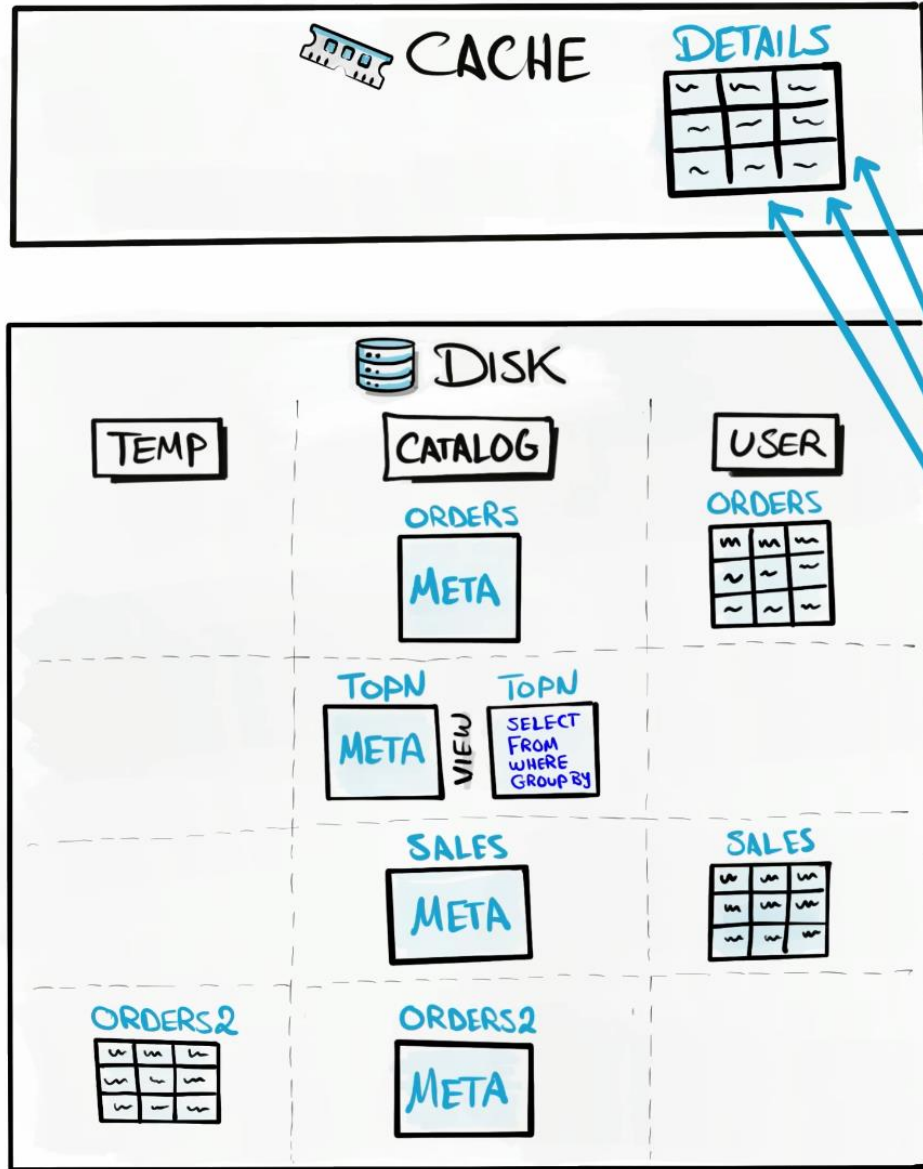 CACHE
DETAILS
DISK
TEMP
CATALOG
USER
ORDERS
META
ORDERS
TOPN
META
VIEW
TOPN
SELECT
FROM
WHERE
GROUP BY
SALES
META
SALES
ORDERS2
ORDERS2
META